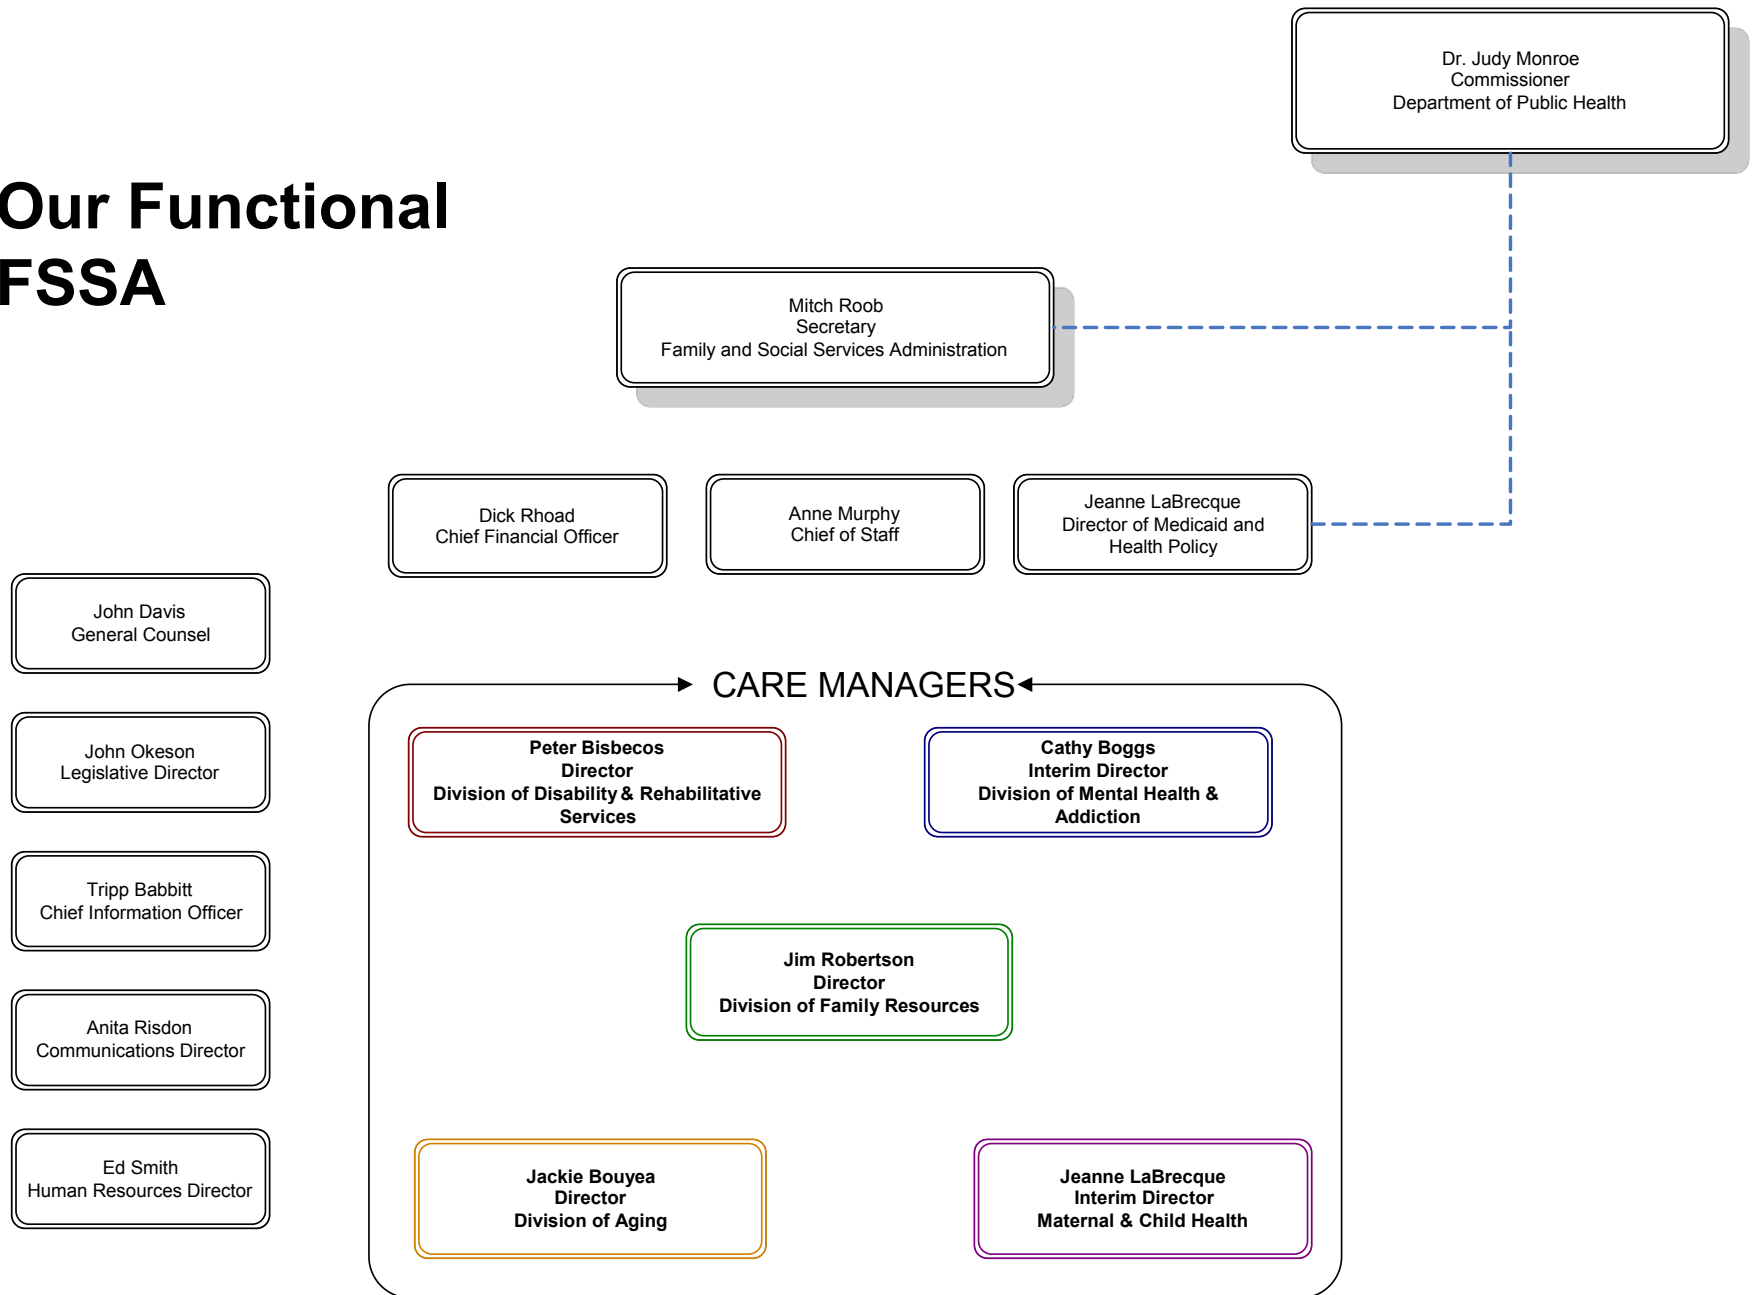 Dr. Judy Monroe
Commissioner
Department of Public Health
Our Functional
FSSA
Mitch Roob
Secretary
Family and Social Services Administration
Dick Rhoad
Chief Financial Officer
Anne Murphy
Chief of Staff
Jeanne LaBrecque
Director of Medicaid and
Health Policy
John Davis
General Counsel
John Okeson
Legislative Director
Tripp Babbitt
Chief Information Officer
Anita Risdon
Communications Director
Ed Smith
Human Resources Director
CARE MANAGERS
Peter Bisbecos
Director
Division of Disability & Rehabilitative
Services
Cathy Boggs
Interim Director
Division of Mental Health &
Addiction
Jim Robertson
Director
Division of Family Resources
Jackie Bouyea
Director
Division of Aging
Jeanne LaBrecque
Interim Director
Maternal & Child Health